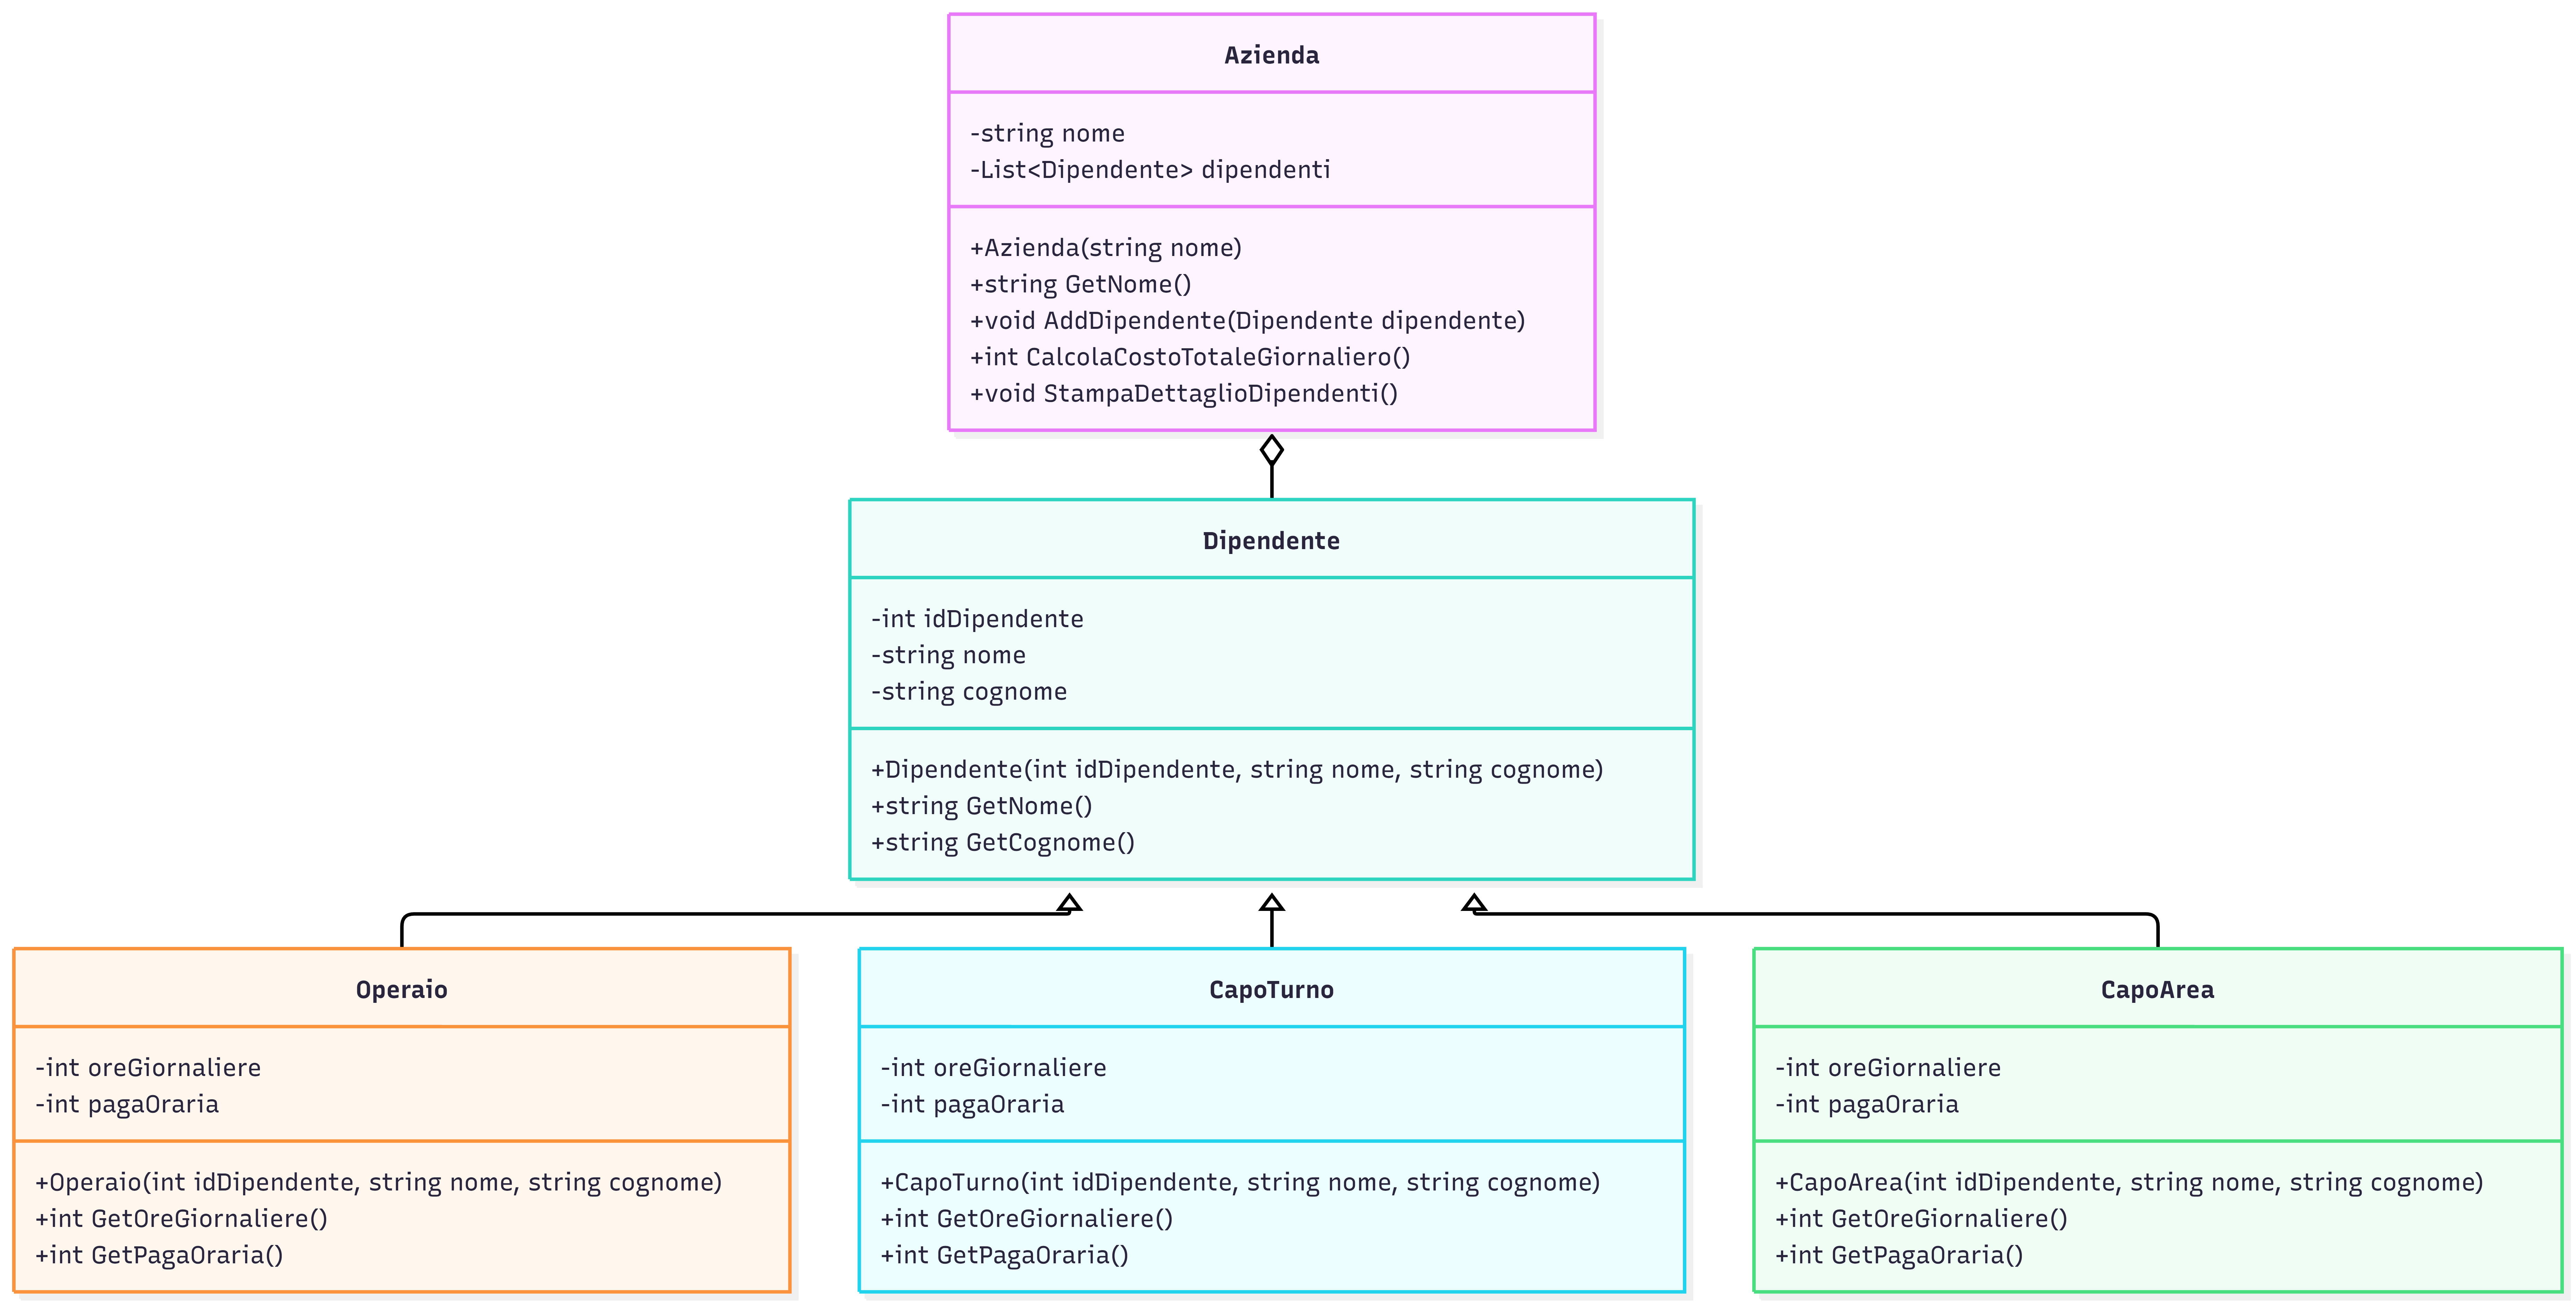 Azienda
-string nome
-List<Dipendente> dipendenti
+Azienda(string nome)
+string GetNome()
+void AddDipendente(Dipendente dipendente)
+int CalcolaCostoTotaleGiornaliero()
+void StampaDettaglioDipendenti()
Dipendente
-int idDipendente
-string nome
-string cognome
+Dipendente(int idDipendente, string nome, string cognome)
+string GetNome()
+string GetCognome()
Operaio
-int oreGiornaliere
-int pagaOraria
+Operaio(int idDipendente, string nome, string cognome)
+int GetOreGiornaliere()
+int GetPagaOraria()
CapoTurno
-int oreGiornaliere
-int pagaOraria
+CapoTurno(int idDipendente, string nome, string cognome)
+int GetOreGiornaliere()
+int GetPagaOraria()
CapoArea
-int oreGiornaliere
-int pagaOraria
+CapoArea(int idDipendente, string nome, string cognome)
+int GetOreGiornaliere()
+int GetPagaOraria()